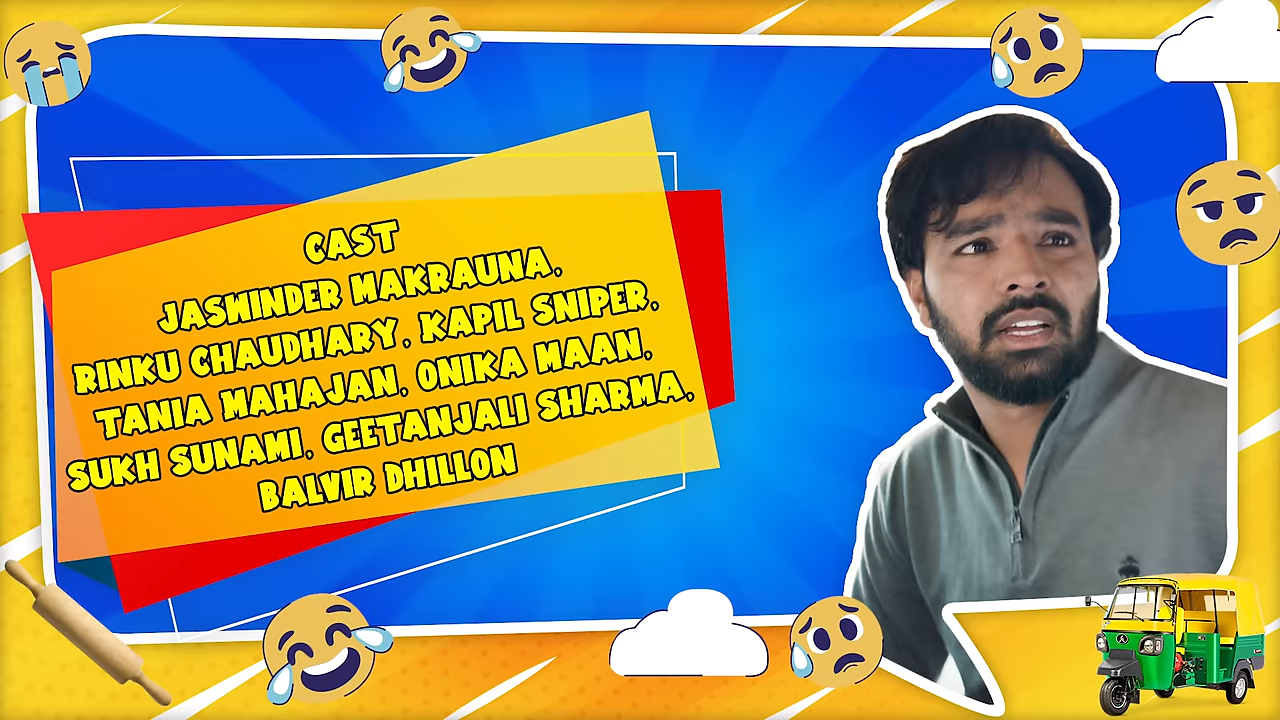 CAST
JASWINDER MAKRAUNA,
RINKU CHAUDHARY, KAPIL SNIPER,
TANIA MAHAJAN, ONIKA MAAN,
SUKH SUNAMI, GEETANJALI SHARMA,
BALVIR DHILLON